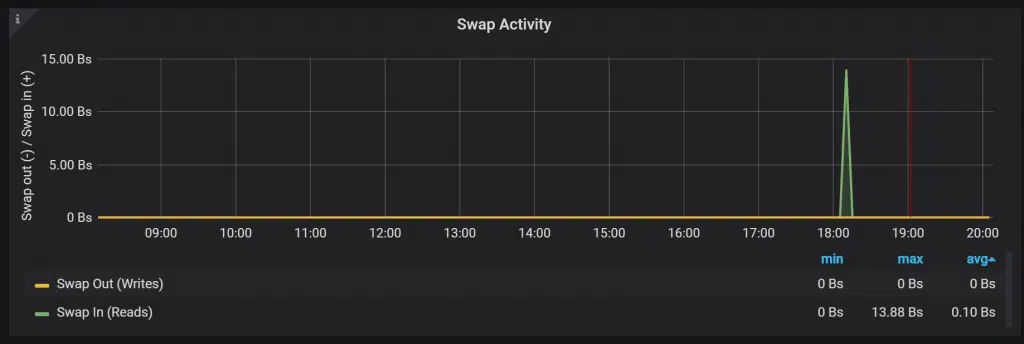 i
Swap Activity
Swap out (-) / Swap in (+)
15.00 Bs
10.00 Bs
5.00 Bs
0 Bs
09:00 10:00 11:00 12:00 13:00 14:00 15:00 16:00 17:00 18:00 19:00 20:00
min max avg
Swap Out (Writes) 0 Bs 0 Bs 0 Bs
Swap In (Reads) 0 Bs 13.88 Bs 0.10 Bs